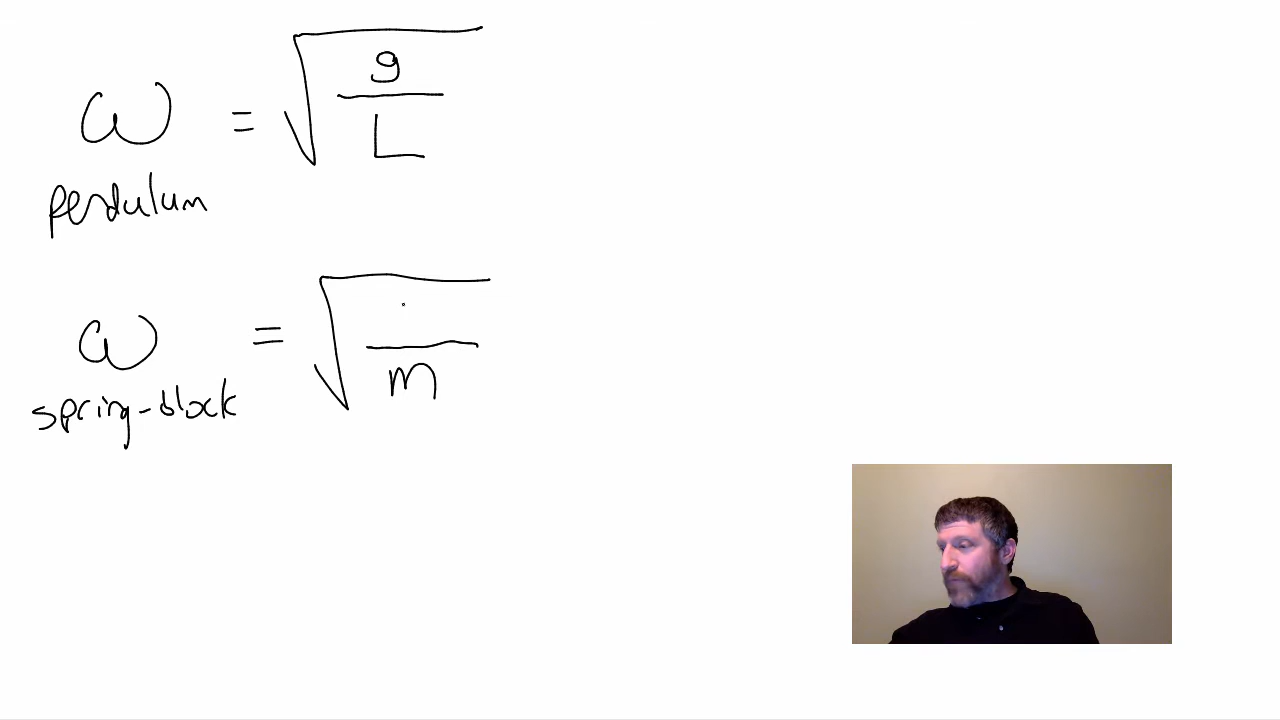 ω = √(g/L)
pendulum
ω = √( /m)
spring-block